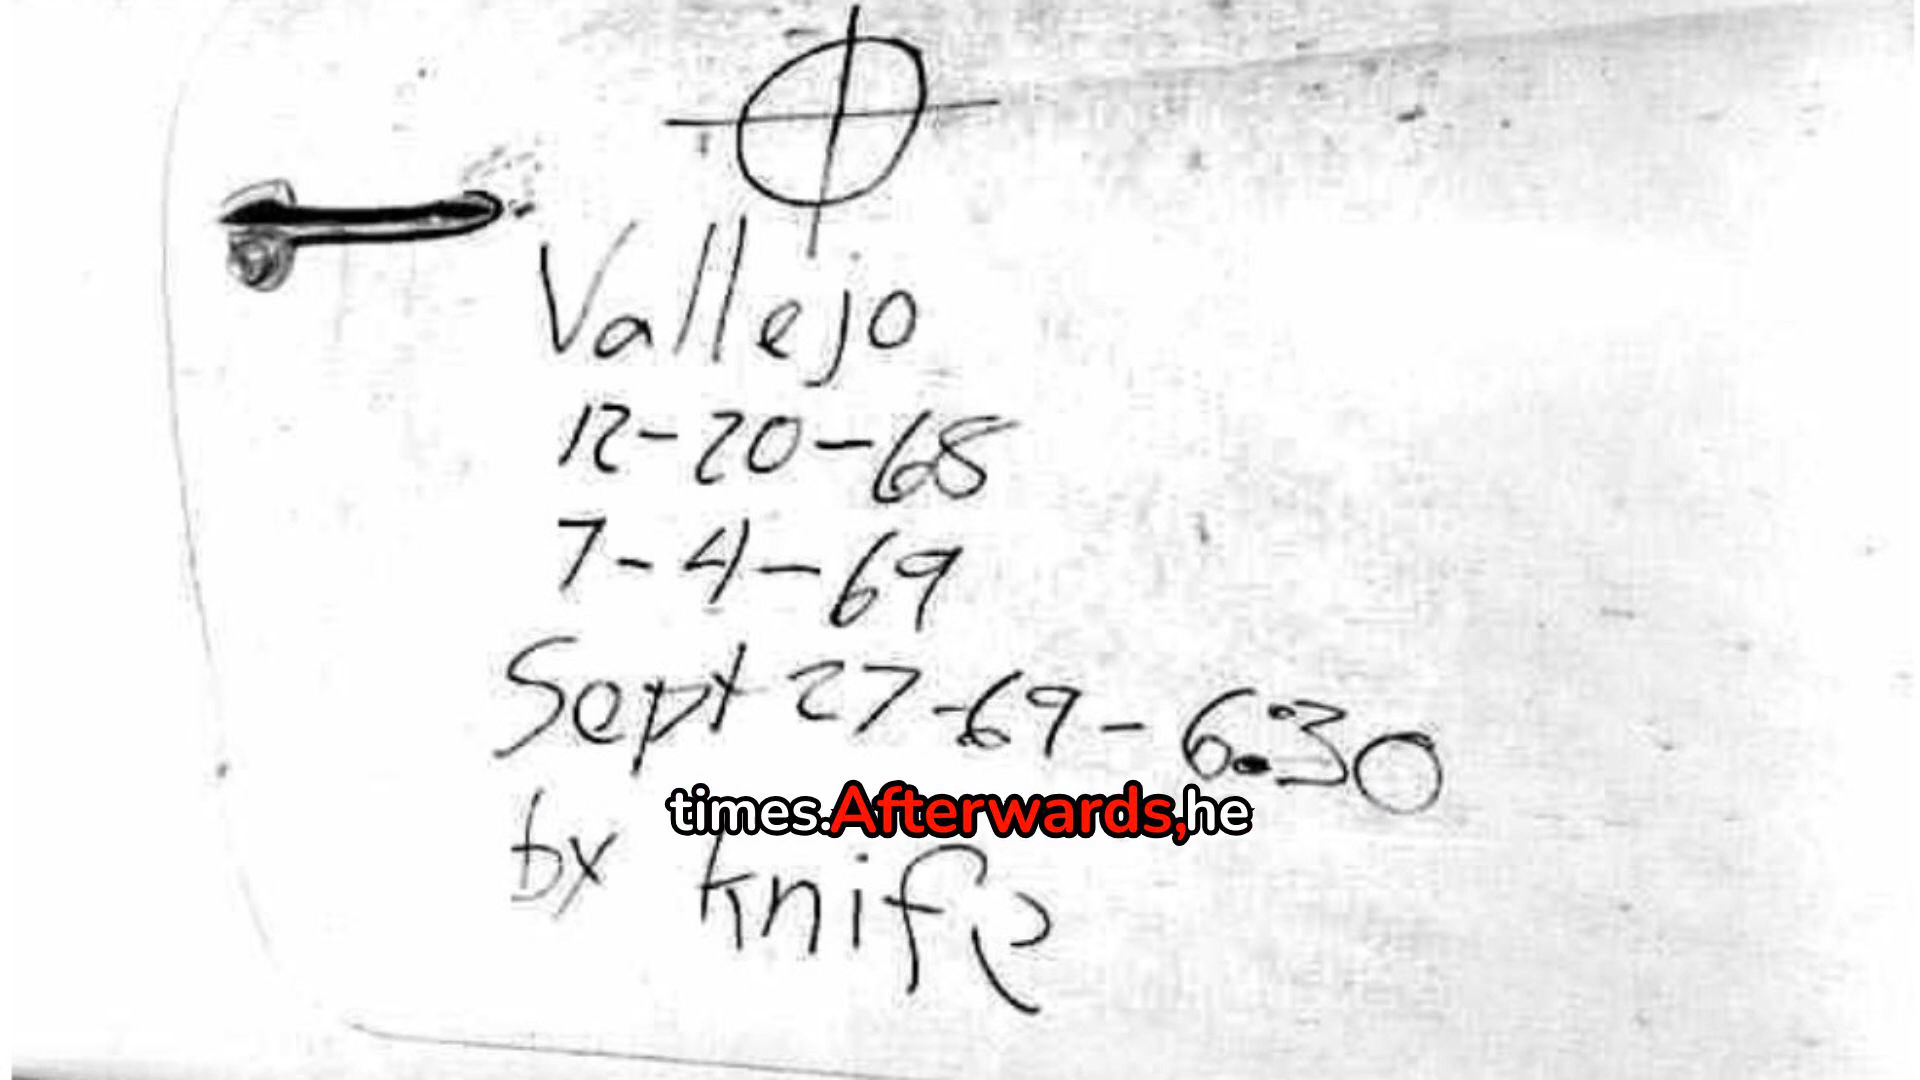 Vallejo
12-20-68
7-4-69
Sept 27-69-6:30
times.Afterwards,he
by knife